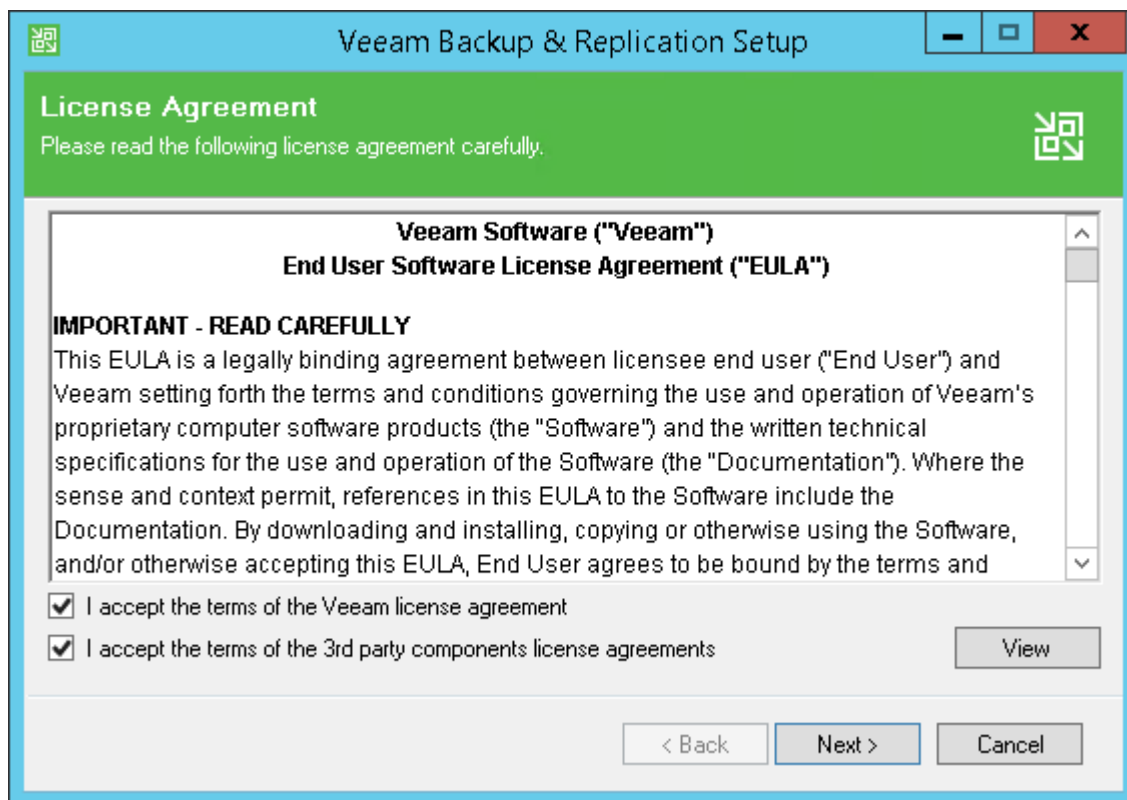 Veeam Backup & Replication Setup
License Agreement
Please read the following license agreement carefully.
Veeam Software ("Veeam")
End User Software License Agreement ("EULA")
IMPORTANT - READ CAREFULLY
This EULA is a legally binding agreement between licensee end user ("End User") and
Veeam setting forth the terms and conditions governing the use and operation of Veeam's
proprietary computer software products (the "Software") and the written technical
specifications for the use and operation of the Software (the "Documentation"). Where the
sense and context permit, references in this EULA to the Software include the
Documentation. By downloading and installing, copying or otherwise using the Software,
and/or otherwise accepting this EULA, End User agrees to be bound by the terms and
I accept the terms of the Veeam license agreement
I accept the terms of the 3rd party components license agreements
View
< Back
Next >
Cancel